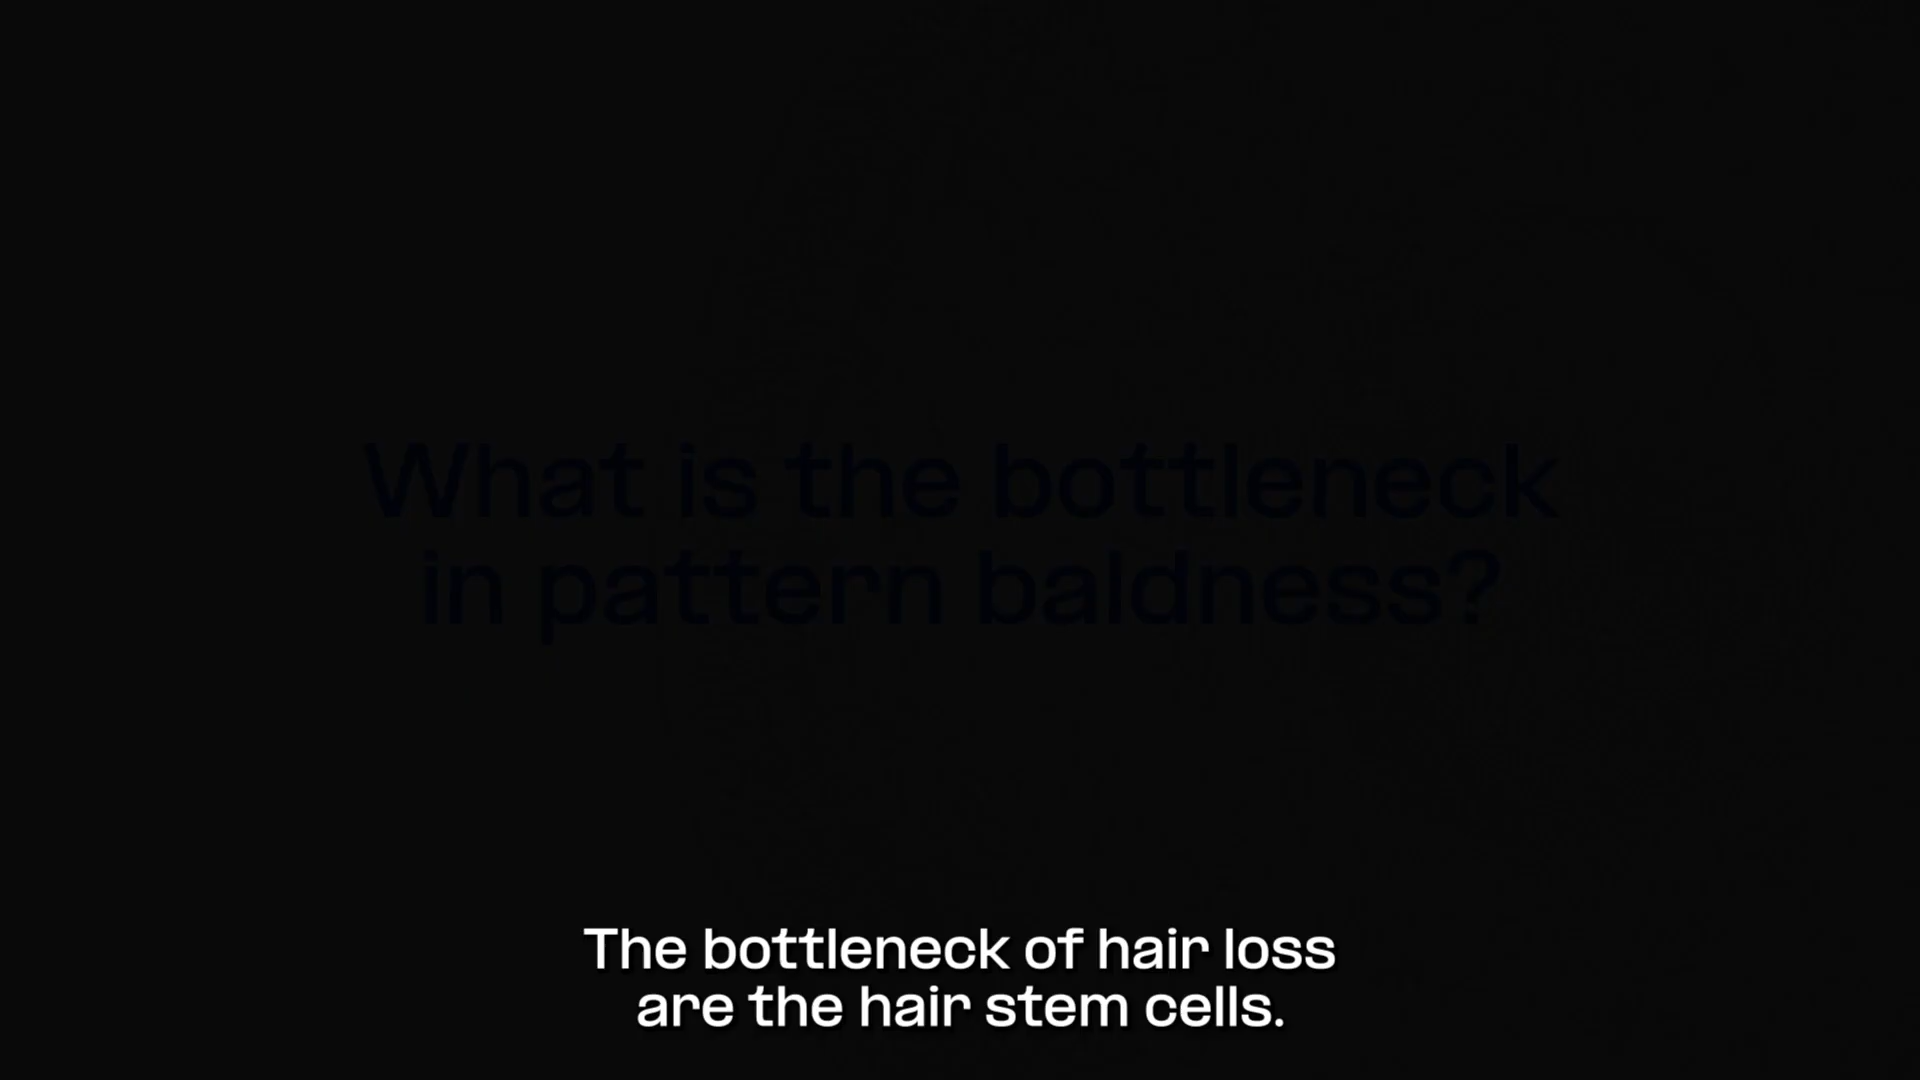 What is the bottleneck
in pattern baldness?
The bottleneck of hair loss
are the hair stem cells.